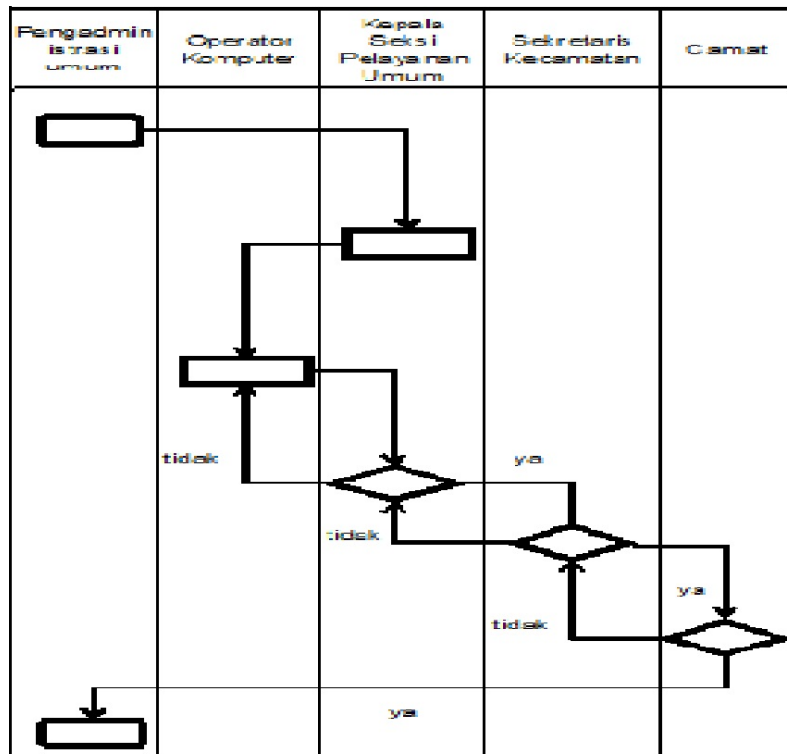 Pengadmin
istrasi
umum
Operator
Komputer
Kepala
Seksi
Pelayanan
Umum
Sekretaris
Kecamatan
Camat
tidak
ya
tidak
ya
tidak
ya